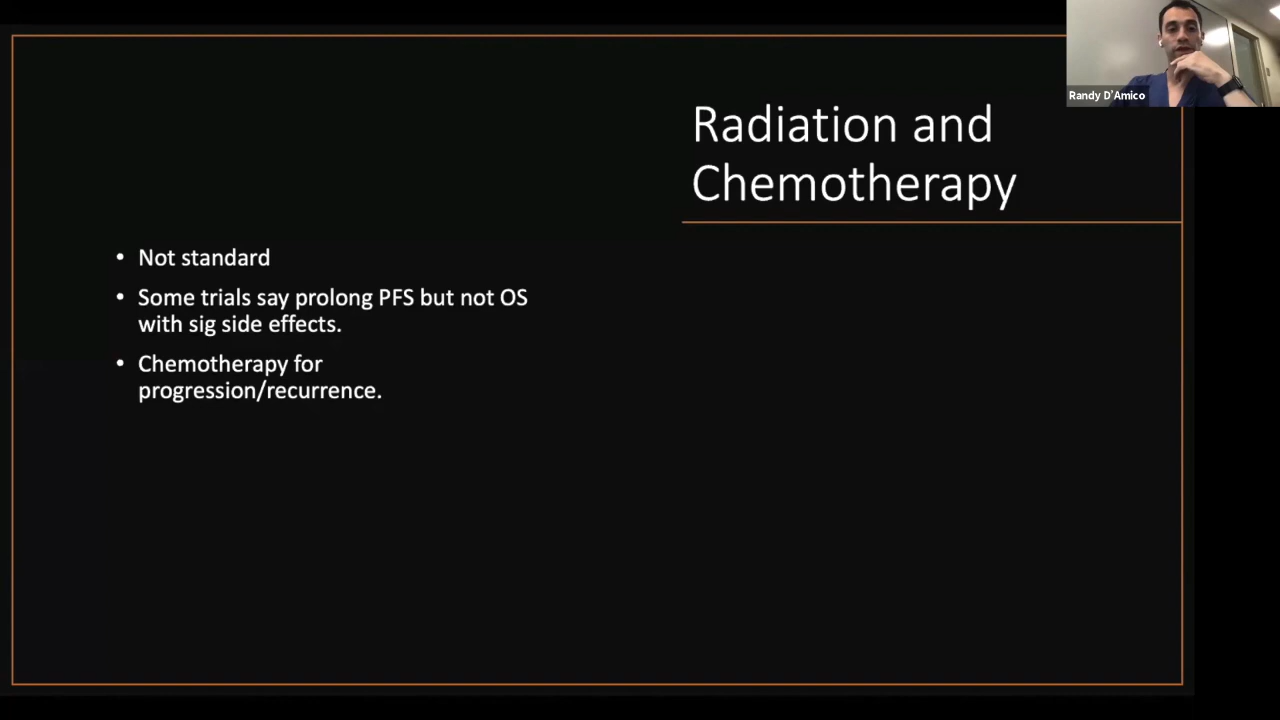 Randy D'Amico
Radiation and
Chemotherapy
• Not standard
• Some trials say prolong PFS but not OS
with sig side effects.
• Chemotherapy for
progression/recurrence.